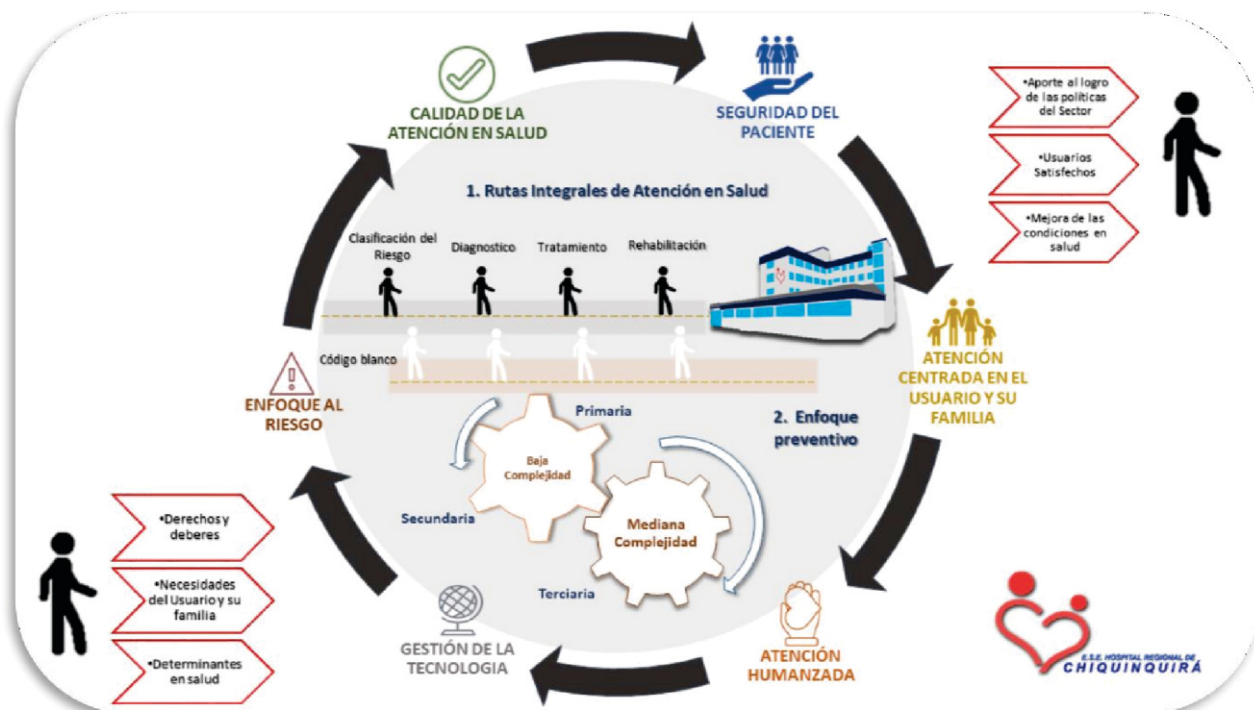 CALIDAD DE LA
ATENCIÓN EN SALUD
SEGURIDAD DEL
PACIENTE
•Aporte al logro
de las políticas
del Sector
•Usuarios
Satisfechos
•Mejora de las
condiciones en
salud
1. Rutas Integrales de Atención en Salud
Clasificación del
Riesgo
Diagnostico
Tratamiento
Rehabilitación
Código blanco
ATENCIÓN
CENTRADA EN EL
USUARIO Y SU
FAMILIA
ENFOQUE AL
RIESGO
Primaria
2. Enfoque
preventivo
Baja
Complejidad
Secundaria
Mediana
Complejidad
Terciaria
•Derechos y
deberes
•Necesidades
del Usuario y su
familia
•Determinantes
en salud
GESTIÓN DE LA
TECNOLOGIA
ATENCIÓN
HUMANZADA
E.S.E. HOSPITAL REGIONAL DE
CHIQUINQUIRÁ